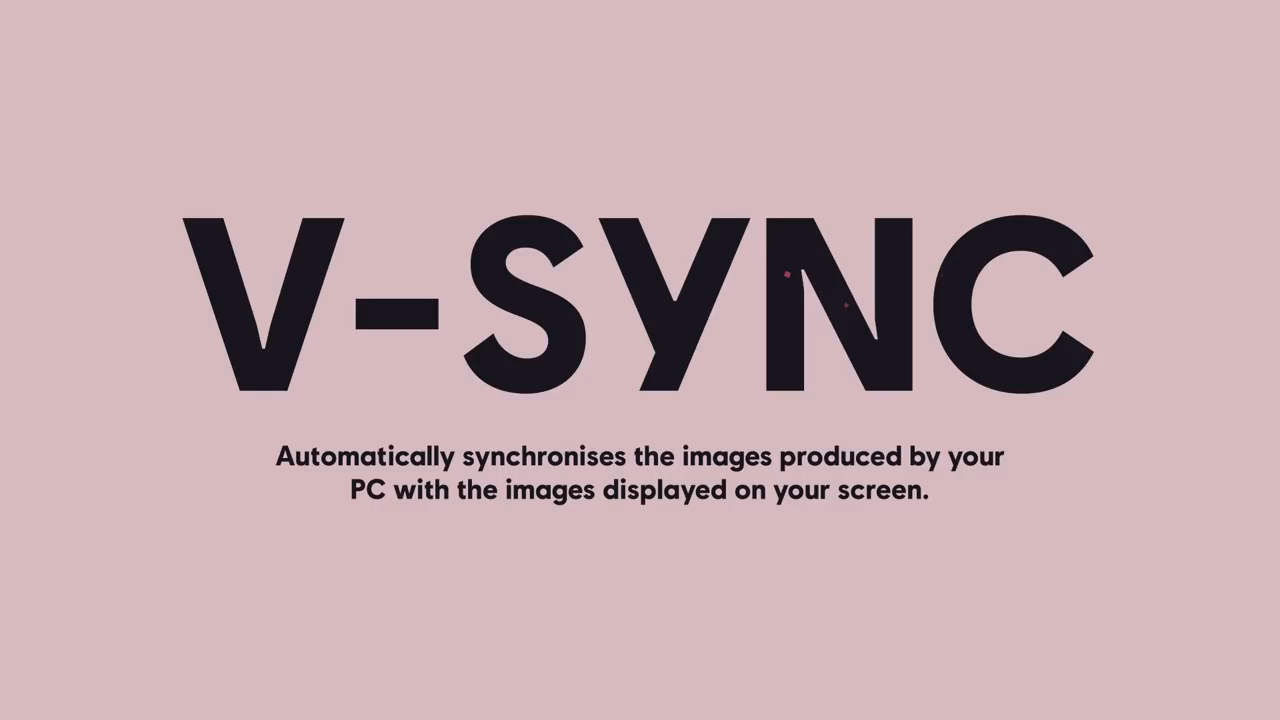 V-SYNC
Automatically synchronises the images produced by your
PC with the images displayed on your screen.